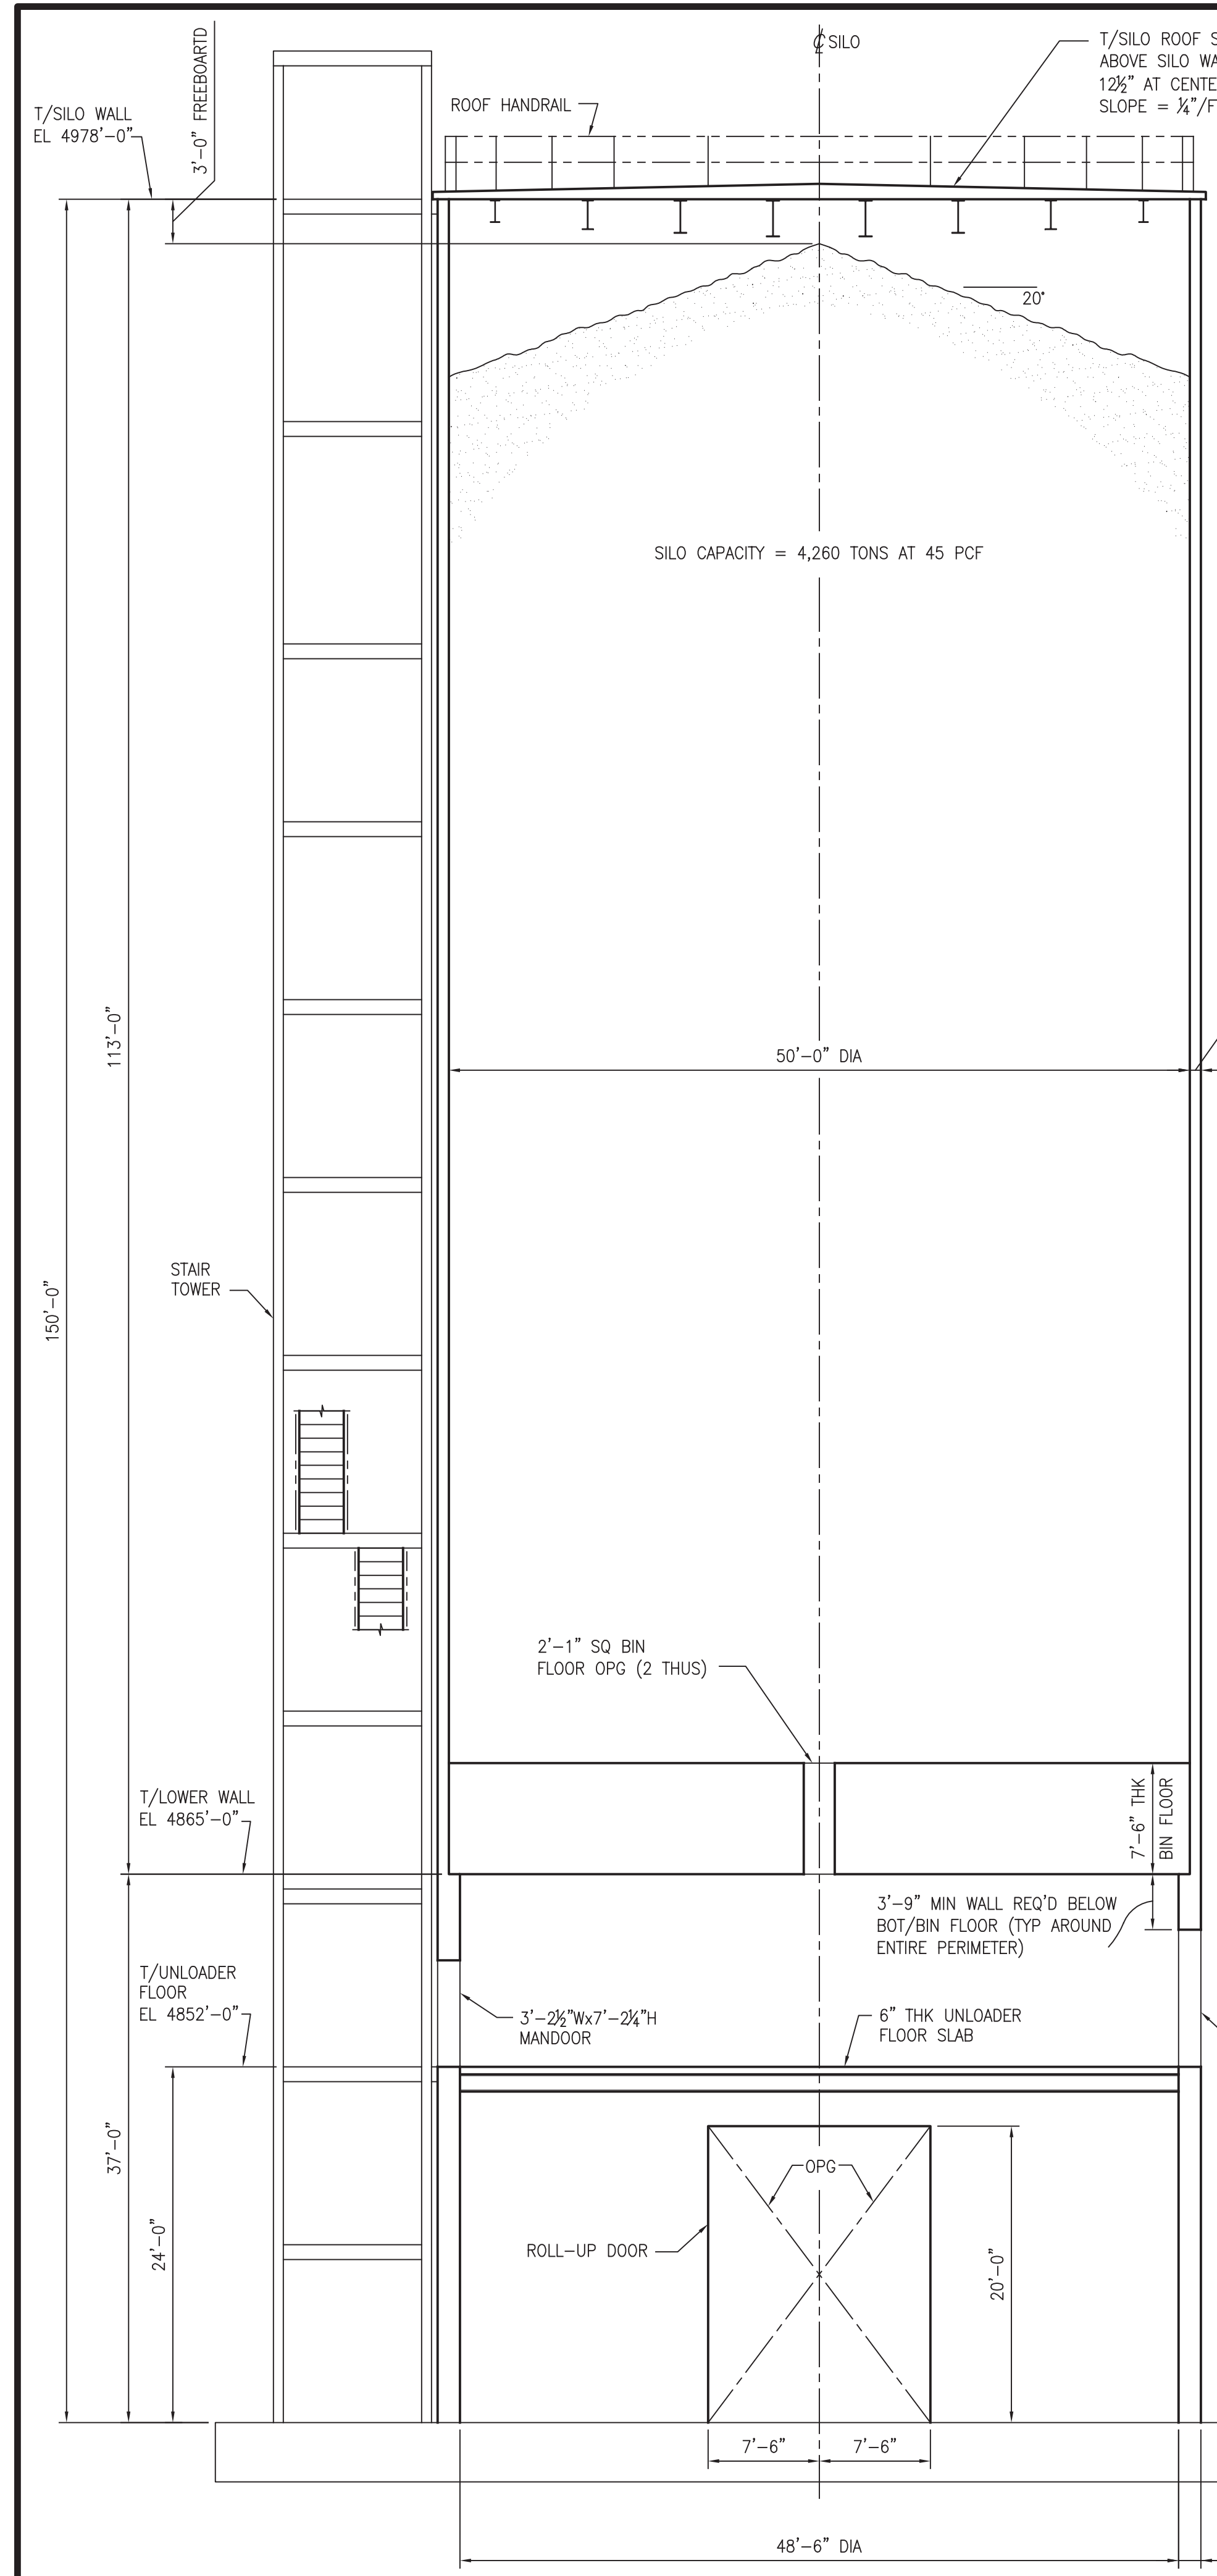 ℄ SILO
T/SILO ROOF S
ABOVE SILO WA
12½" AT CENTE
SLOPE = ¼"/F
3'-0" FREEBOARTD
ROOF HANDRAIL
T/SILO WALL
EL 4978'-0"
20°
SILO CAPACITY = 4,260 TONS AT 45 PCF
113'-0"
50'-0" DIA
STAIR
TOWER
150'-0"
2'-1" SQ BIN
FLOOR OPG (2 THUS)
T/LOWER WALL
EL 4865'-0"
7'-6" THK
BIN FLOOR
3'-9" MIN WALL REQ'D BELOW
BOT/BIN FLOOR (TYP AROUND
ENTIRE PERIMETER)
T/UNLOADER
FLOOR
EL 4852'-0"
3'-2½"Wx7'-2¼"H
MANDOOR
6" THK UNLOADER
FLOOR SLAB
37'-0"
24'-0"
OPG
ROLL-UP DOOR
20'-0"
7'-6"
7'-6"
48'-6" DIA